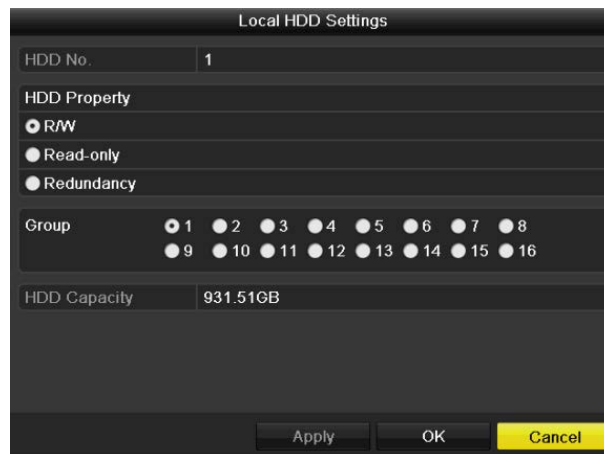 Local HDD Settings
HDD No. 1
HDD Property
R/W
Read-only
Redundancy
Group 1 2 3 4 5 6 7 8
9 10 11 12 13 14 15 16
HDD Capacity 931.51GB
Apply OK Cancel